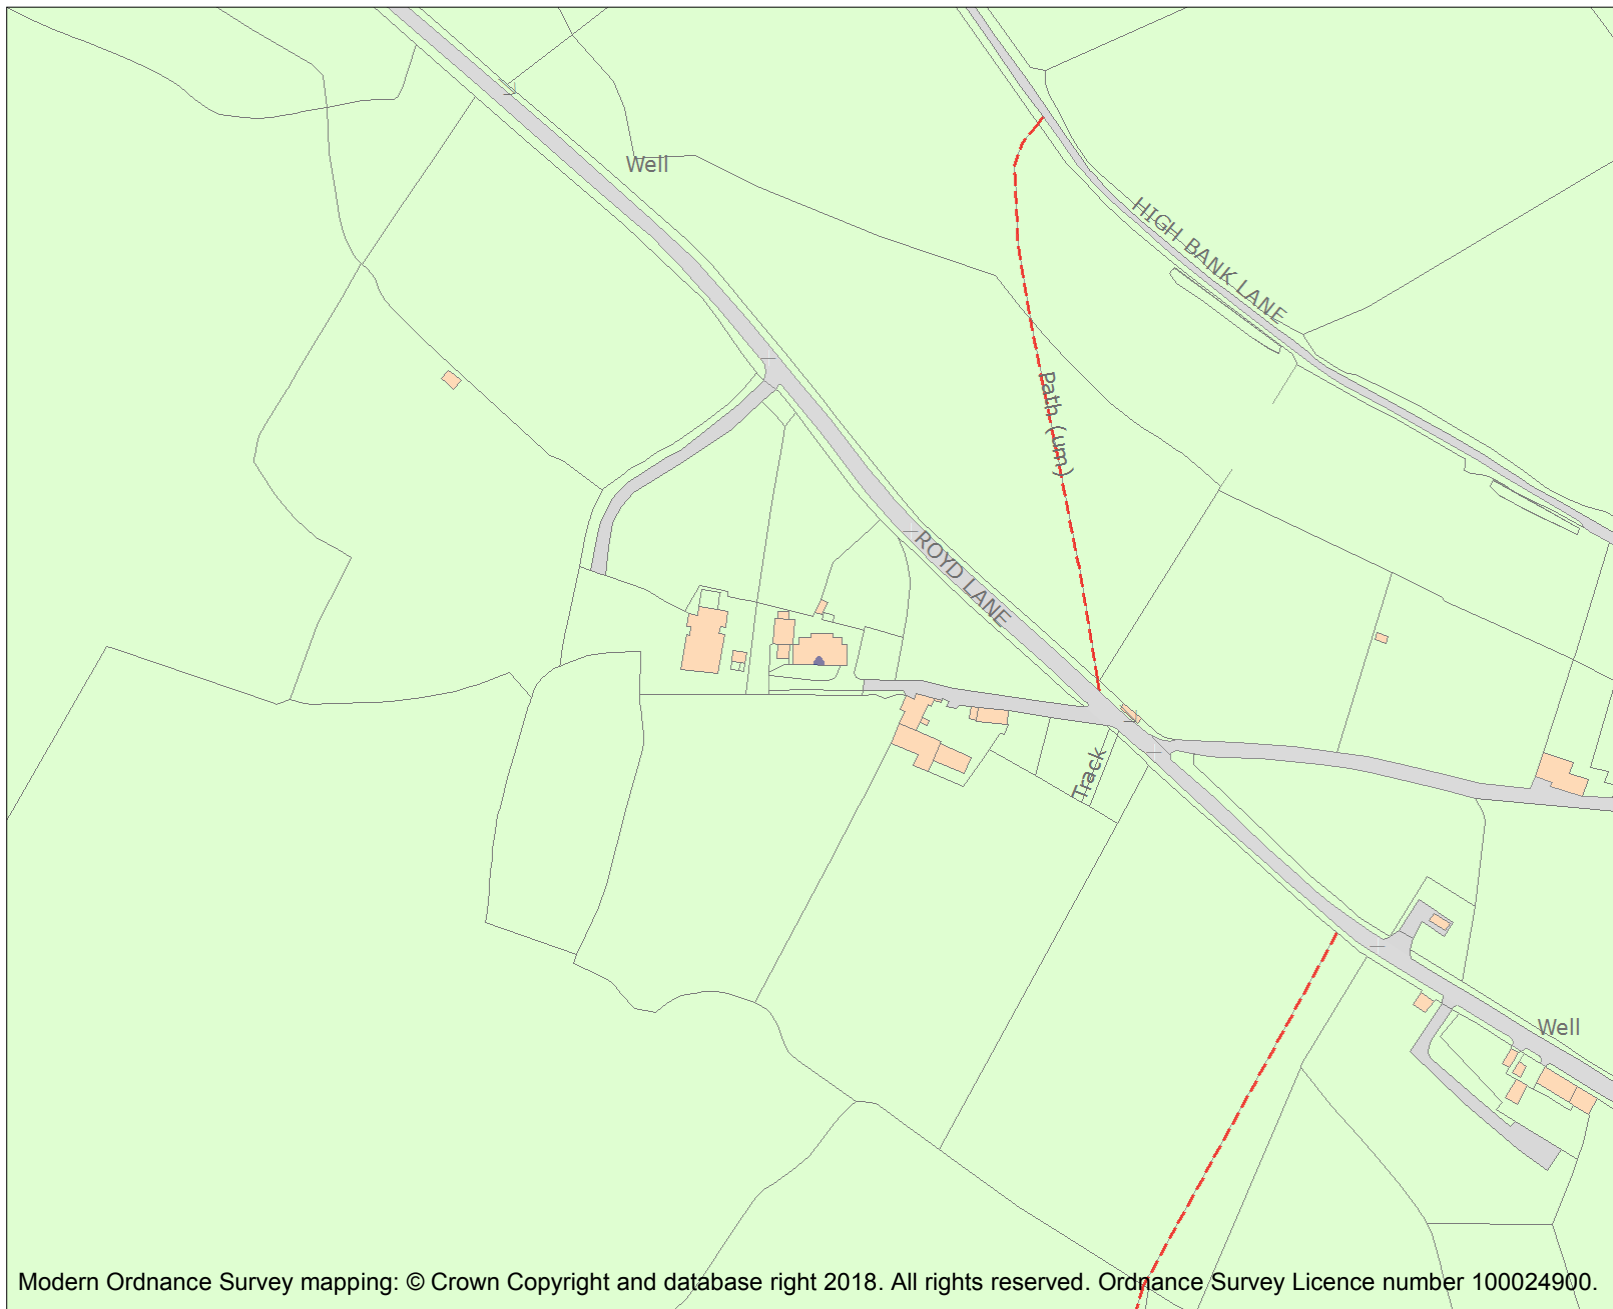 Well
HIGH BANK LANE
Path (um)
ROYD LANE
Track
Well
Modern Ordnance Survey mapping: © Crown Copyright and database right 2018. All rights reserved. Ordnance Survey Licence number 100024900.